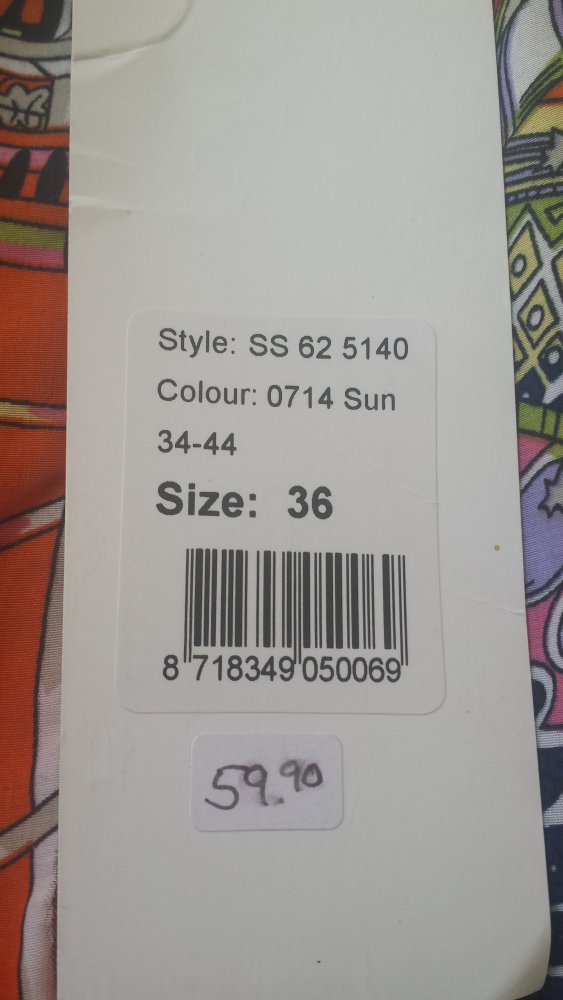 Style: SS 62 5140
Colour: 0714 Sun
34-44
Size: 36
8 718349 050069
59.90